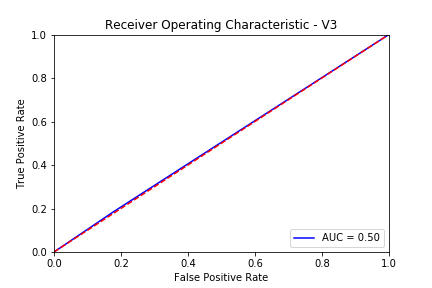 Receiver Operating Characteristic - V3
True Positive Rate
1.0
0.8
0.6
0.4
0.2
0.0
AUC = 0.50
0.0 0.2 0.4 0.6 0.8 1.0
False Positive Rate